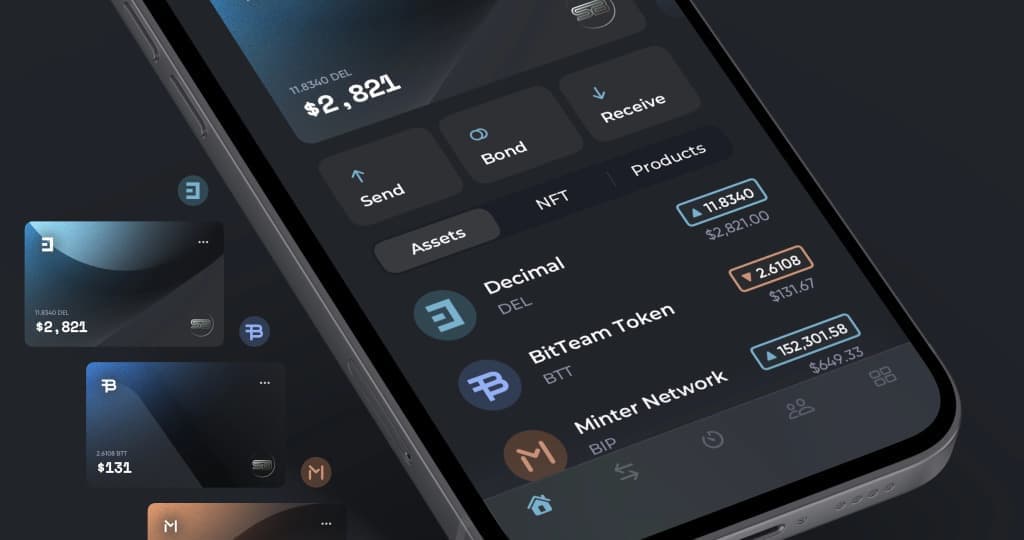 11.8340 DEL
$2,821
Send
Bond
Receive
Assets
NFT
Products
Decimal
DEL
▲ 11.8340
$2,821.00
BitTeam Token
BTT
▼ 2.6108
$131.67
Minter Network
BIP
▲ 152,301.58
$649.33
11.8340 DEL
$2,821
2.6108 BTT
$131